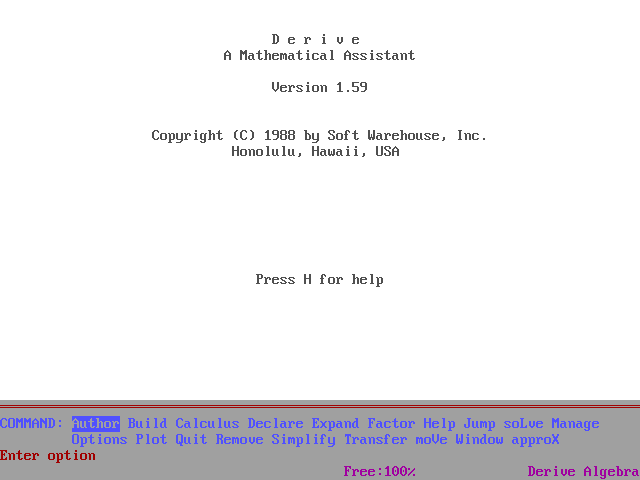 D e r i v e
A Mathematical Assistant
Version 1.59
Copyright (C) 1988 by Soft Warehouse, Inc.
Honolulu, Hawaii, USA
Press H for help
COMMAND: Author Build Calculus Declare Expand Factor Help Jump soLve Manage
Options Plot Quit Remove Simplify Transfer moVe Window approX
Enter option
Free:100% Derive Algebra